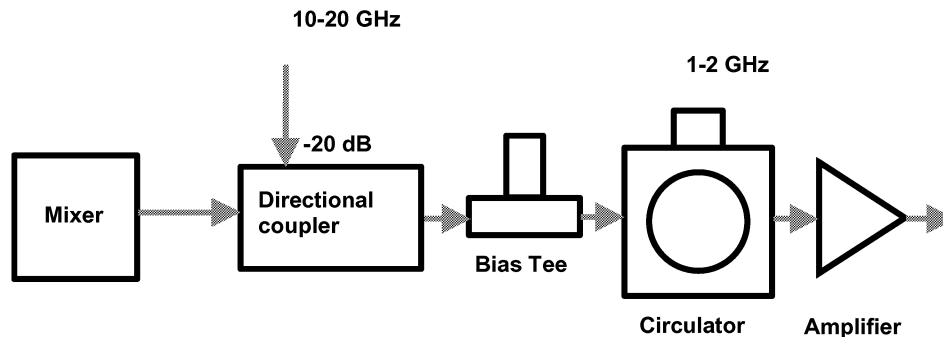 10-20 GHz
1-2 GHz
-20 dB
Mixer
Directional
coupler
Bias Tee
Circulator
Amplifier